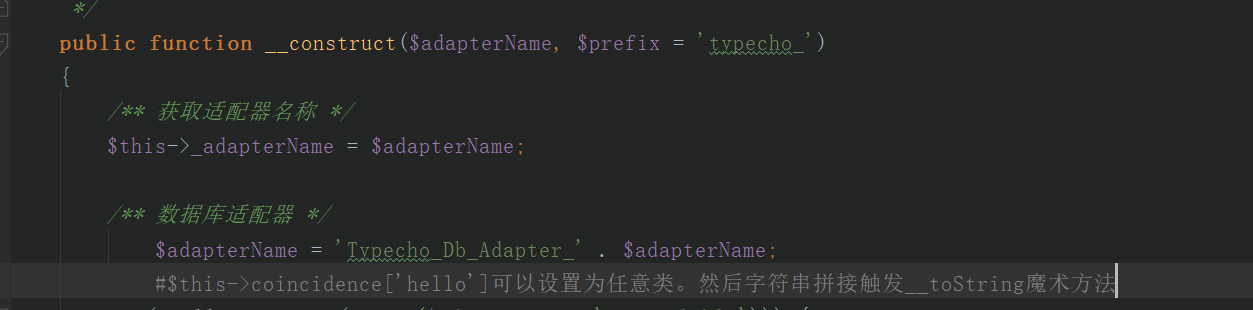 */
public function __construct($adapterName, $prefix = 'typecho_')
{
/** 获取适配器名称 */
$this->_adapterName = $adapterName;
/** 数据库适配器 */
$adapterName = 'Typecho_Db_Adapter_' . $adapterName;
#$this->coincidence['hello']可以设置为任意类。然后字符串拼接触发__toString魔术方法